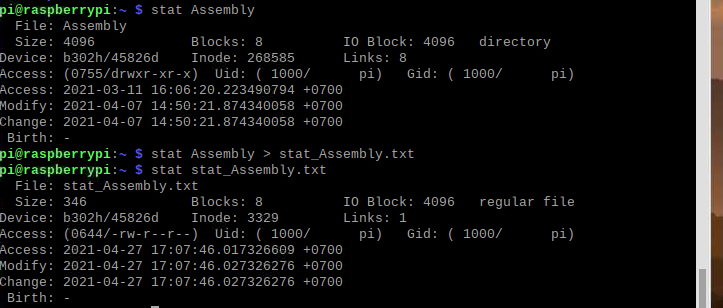 pi@raspberrypi:~ $ stat Assembly
  File: Assembly
  Size: 4096            Blocks: 8          IO Block: 4096   directory
Device: b302h/45826d    Inode: 268585      Links: 8
Access: (0755/drwxr-xr-x)  Uid: ( 1000/      pi)   Gid: ( 1000/      pi)
Access: 2021-03-11 16:06:20.223490794 +0700
Modify: 2021-04-07 14:50:21.874340058 +0700
Change: 2021-04-07 14:50:21.874340058 +0700
 Birth: -
pi@raspberrypi:~ $ stat Assembly > stat_Assembly.txt
pi@raspberrypi:~ $ stat stat_Assembly.txt
  File: stat_Assembly.txt
  Size: 346             Blocks: 8          IO Block: 4096   regular file
Device: b302h/45826d    Inode: 3329        Links: 1
Access: (0644/-rw-r--r--)  Uid: ( 1000/      pi)   Gid: ( 1000/      pi)
Access: 2021-04-27 17:07:46.017326609 +0700
Modify: 2021-04-27 17:07:46.027326276 +0700
Change: 2021-04-27 17:07:46.027326276 +0700
 Birth: -